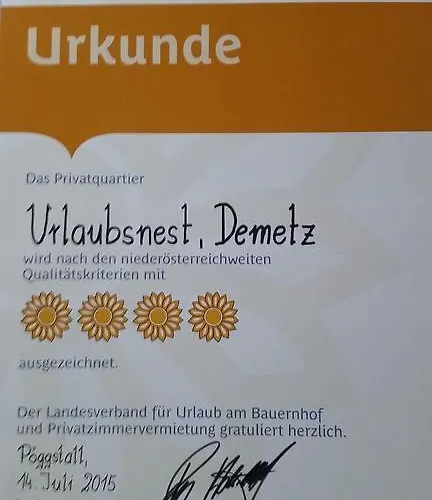 Urkunde
Das Privatquartier
Urlaubsnest, Demetz
wird nach den niederösterreichweiten
Qualitätskriterien mit
ausgezeichnet.
Der Landesverband für Urlaub am Bauernhof
und Privatzimmervermietung gratuliert herzlich.
Pöggstall,
14. Juli 2015